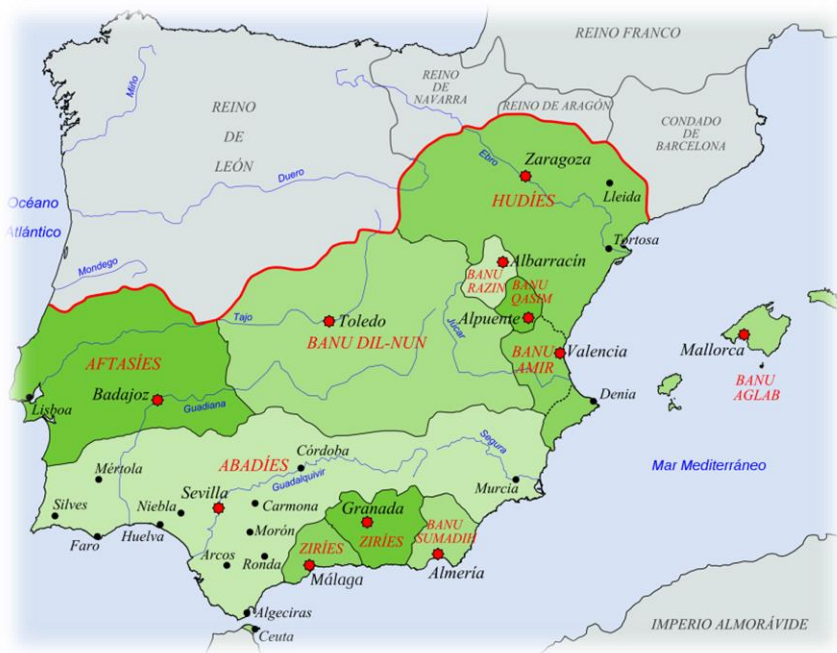 REINO FRANCO
REINO
DE
NAVARRA
REINO DE ARAGÓN
CONDADO
DE
BARCELONA
REINO
DE
LEÓN
Miño
Duero
Ebro
Zaragoza
HUDÍES
Lleida
Tortosa
Océano
Atlántico
Mondego
Albarracín
BANU
RAZIN
BANU
QASIM
Alpuente
Tajo
Toledo
BANU DIL-NUN
Júcar
BANU
AMIR
Valencia
Mallorca
BANU
AGLAB
AFTASÍES
Badajoz
Lisboa
Guadiana
Denia
Mar Mediterráneo
Córdoba
ABADÍES
Guadalquivir
Segura
Murcia
Mértola
Sevilla
Niebla
Carmona
Silves
Huelva
Faro
Morón
Arcos
Ronda
Granada
ZIRÍES
ZIRÍES
BANU
SUMADIH
Málaga
Almería
Algeciras
Ceuta
IMPERIO ALMORÁVIDE